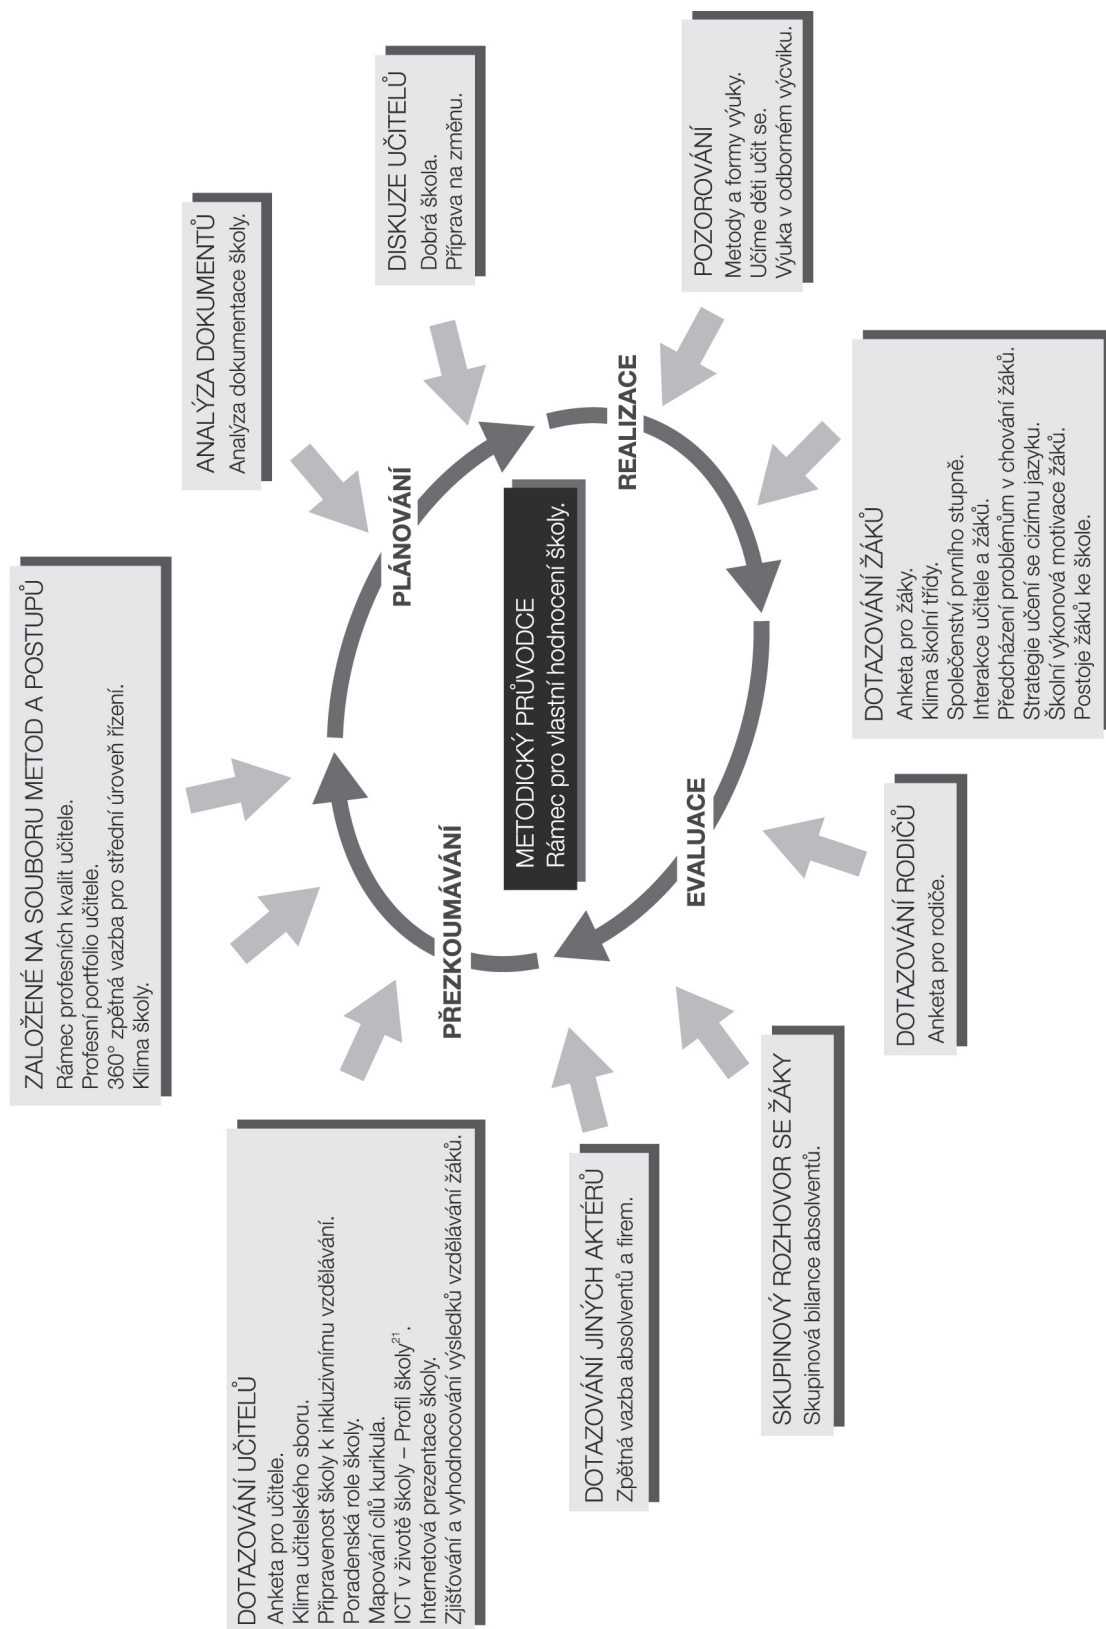 ZALOŽENÉ NA SOUBORU METOD A POSTUPŮ
Rámec profesních kvalit učitele.
Profesní portfolio učitele.
360° zpětná vazba pro střední úroveň řízení.
Klima školy.
ANALÝZA DOKUMENTŮ
Analýza dokumentace školy.
DISKUZE UČITELŮ
Dobrá škola.
Příprava na změnu.
DOTAZOVÁNÍ UČITELŮ
Anketa pro učitele.
Klima učitelského sboru.
Připravenost školy k inkluzivnímu vzdělávání.
Poradenská role školy.
Mapování cílů kurikula.
ICT v životě školy – Profil školy²¹.
Internetová prezentace školy.
Zjišťování a vyhodnocování výsledků vzdělávání žáků.
PŘEZKOUMÁVÁNÍ
PLÁNOVÁNÍ
METODICKÝ PRŮVODCE
Rámec pro vlastní hodnocení školy.
EVALUACE
REALIZACE
POZOROVÁNÍ
Metody a formy výuky.
Učíme děti učit se.
Výuka v odborném výcviku.
DOTAZOVÁNÍ JINÝCH AKTÉRŮ
Zpětná vazba absolventů a firem.
SKUPINOVÝ ROZHOVOR SE ŽÁKY
Skupinová bilance absolventů.
DOTAZOVÁNÍ RODIČŮ
Anketa pro rodiče.
DOTAZOVÁNÍ ŽÁKŮ
Anketa pro žáky.
Klima školní třídy.
Společenství prvního stupně.
Interakce učitele a žáků.
Předcházení problémům v chování žáků.
Strategie učení se cizímu jazyku.
Školní výkonová motivace žáků.
Postoje žáků ke škole.